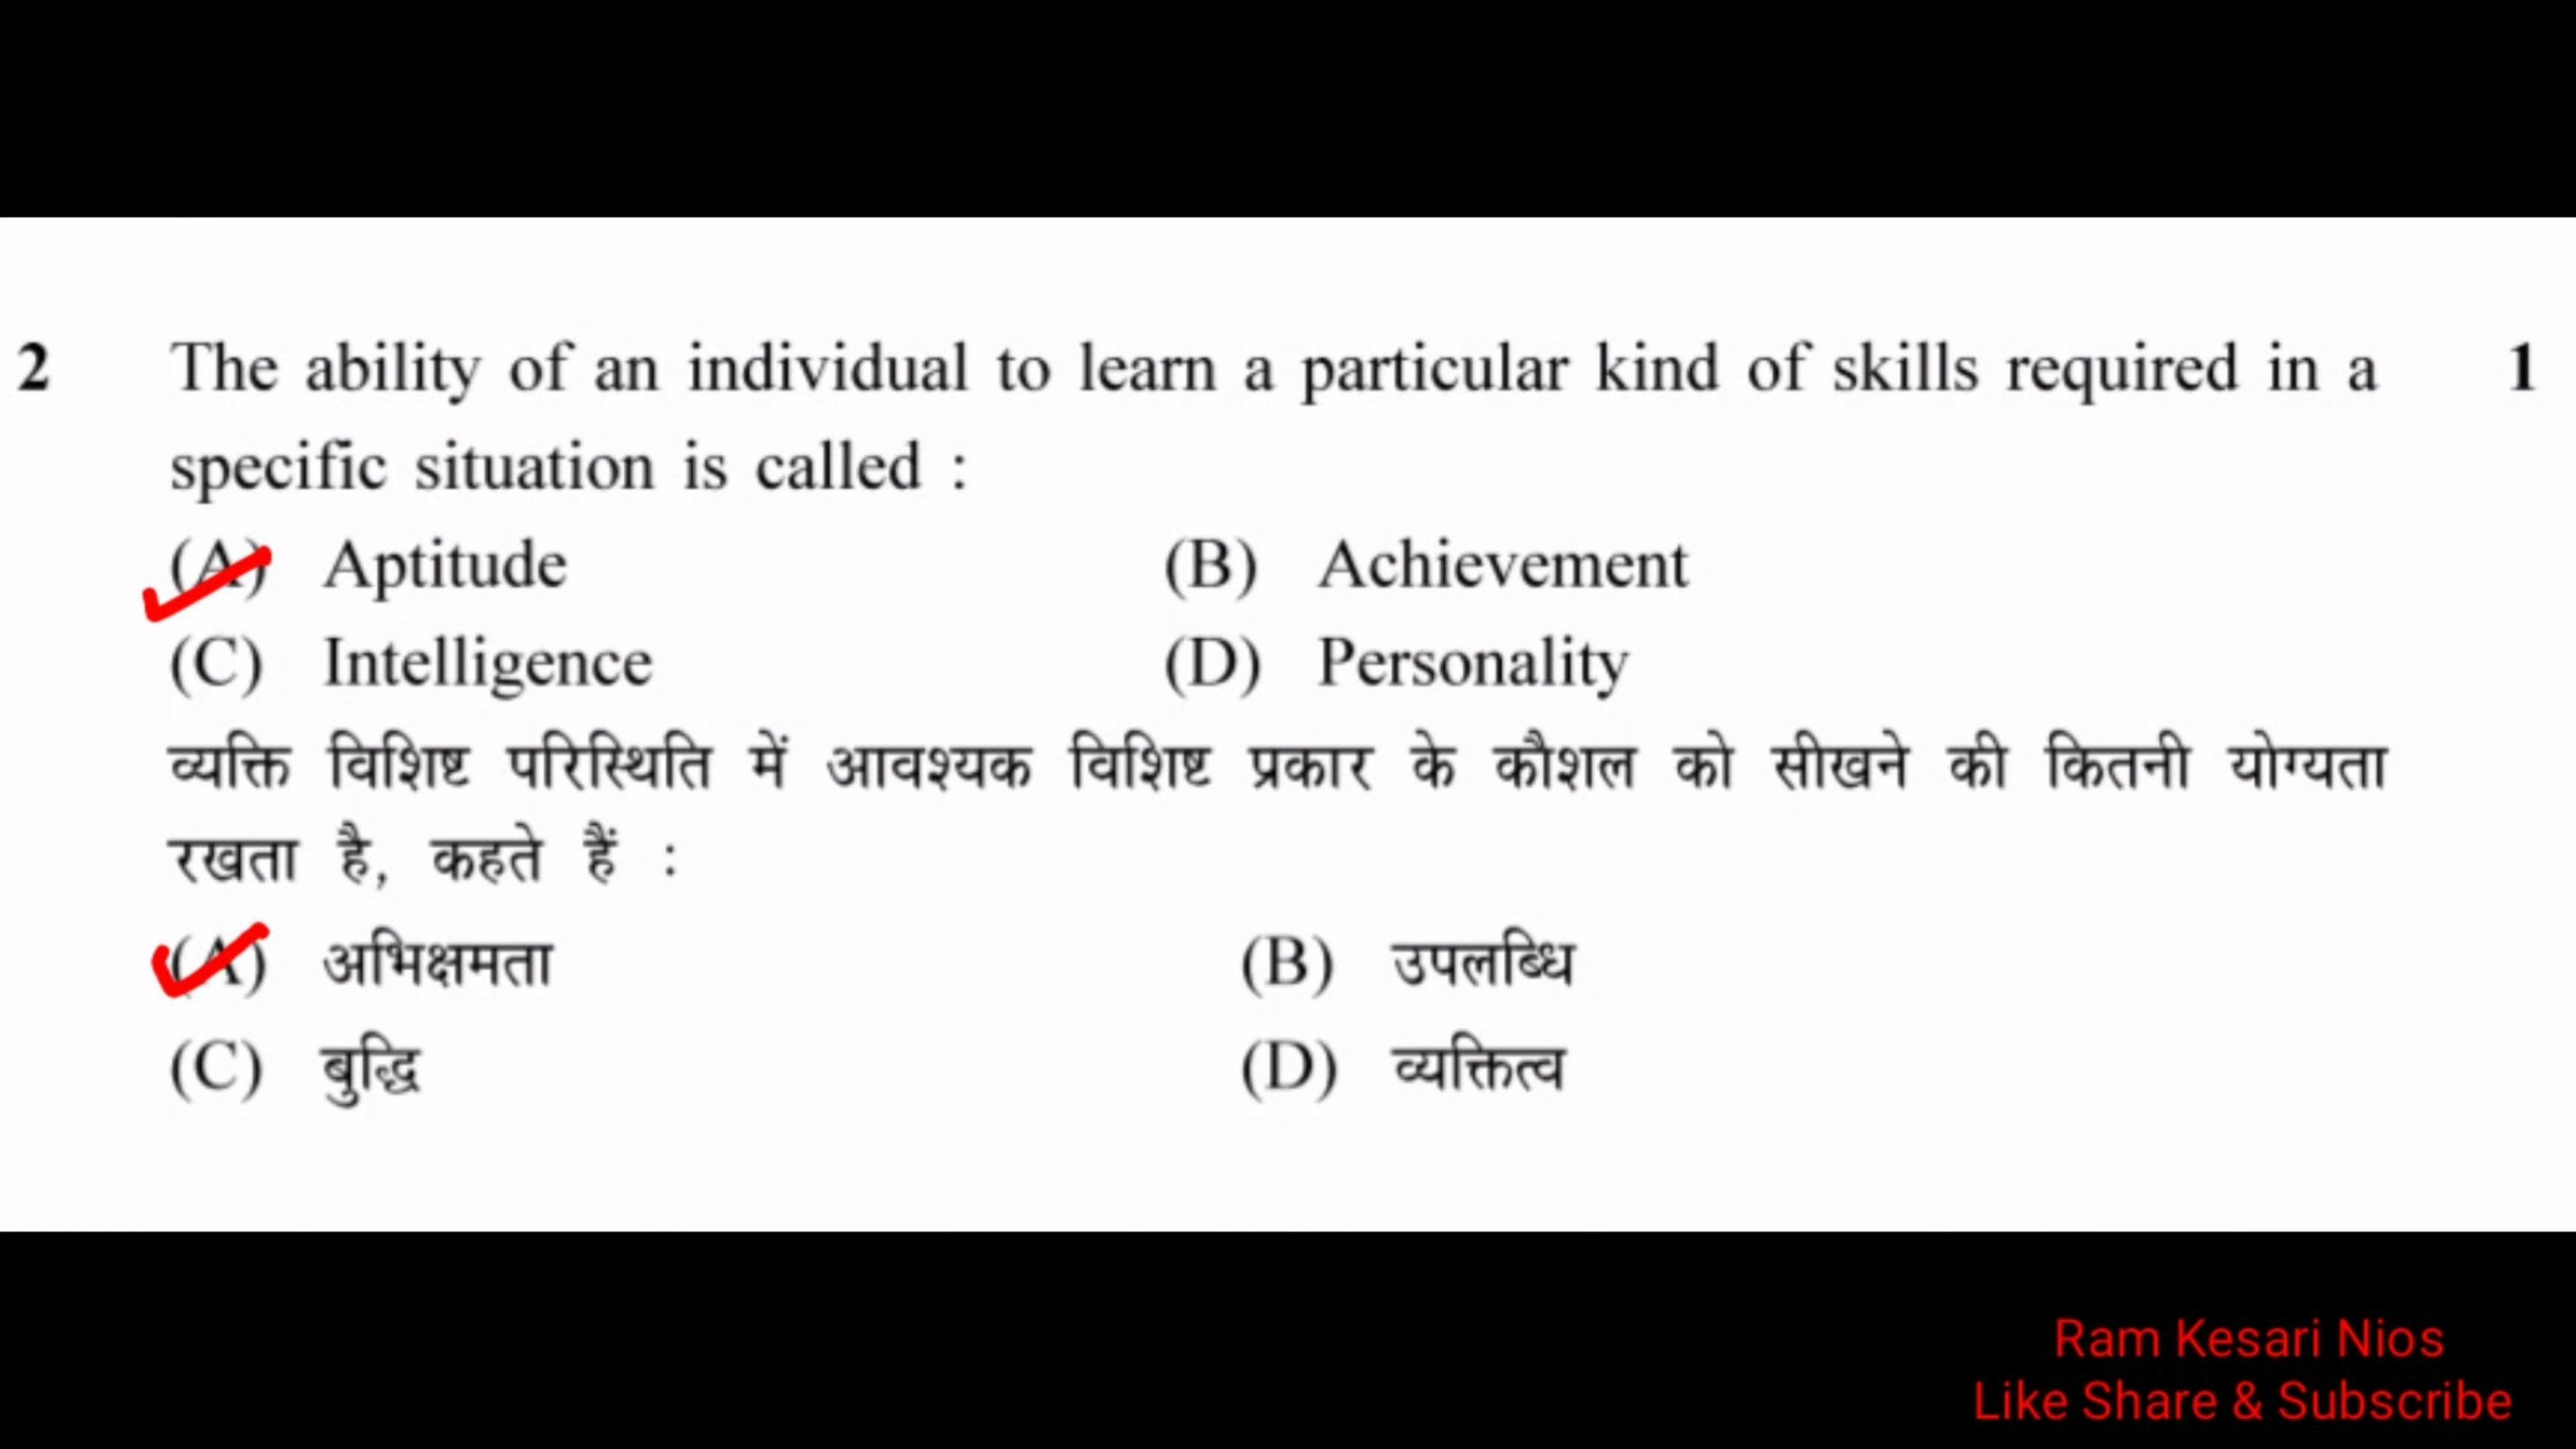 2 The ability of an individual to learn a particular kind of skills required in a 1
specific situation is called :
(A) Aptitude (B) Achievement
(C) Intelligence (D) Personality
व्यक्ति विशिष्ट परिस्थिति में आवश्यक विशिष्ट प्रकार के कौशल को सीखने की कितनी योग्यता
रखता है, कहते हैं :
(A) अभिक्षमता (B) उपलब्धि
(C) बुद्धि (D) व्यक्तित्व
Ram Kesari Nios
Like Share & Subscribe